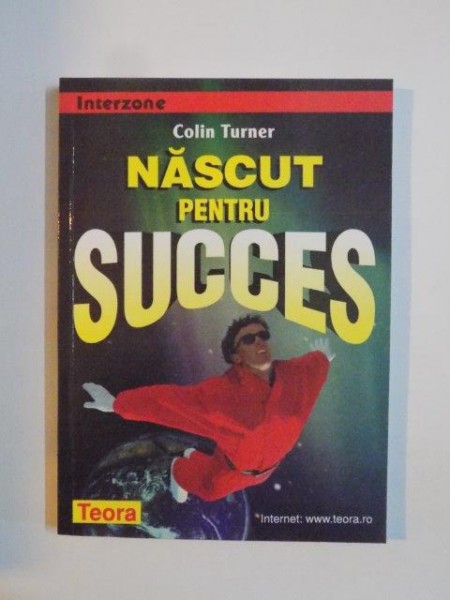 Interzone
Colin Turner
NĂSCUT
PENTRU
SUCCES
Teora
Internet: www.teora.ro